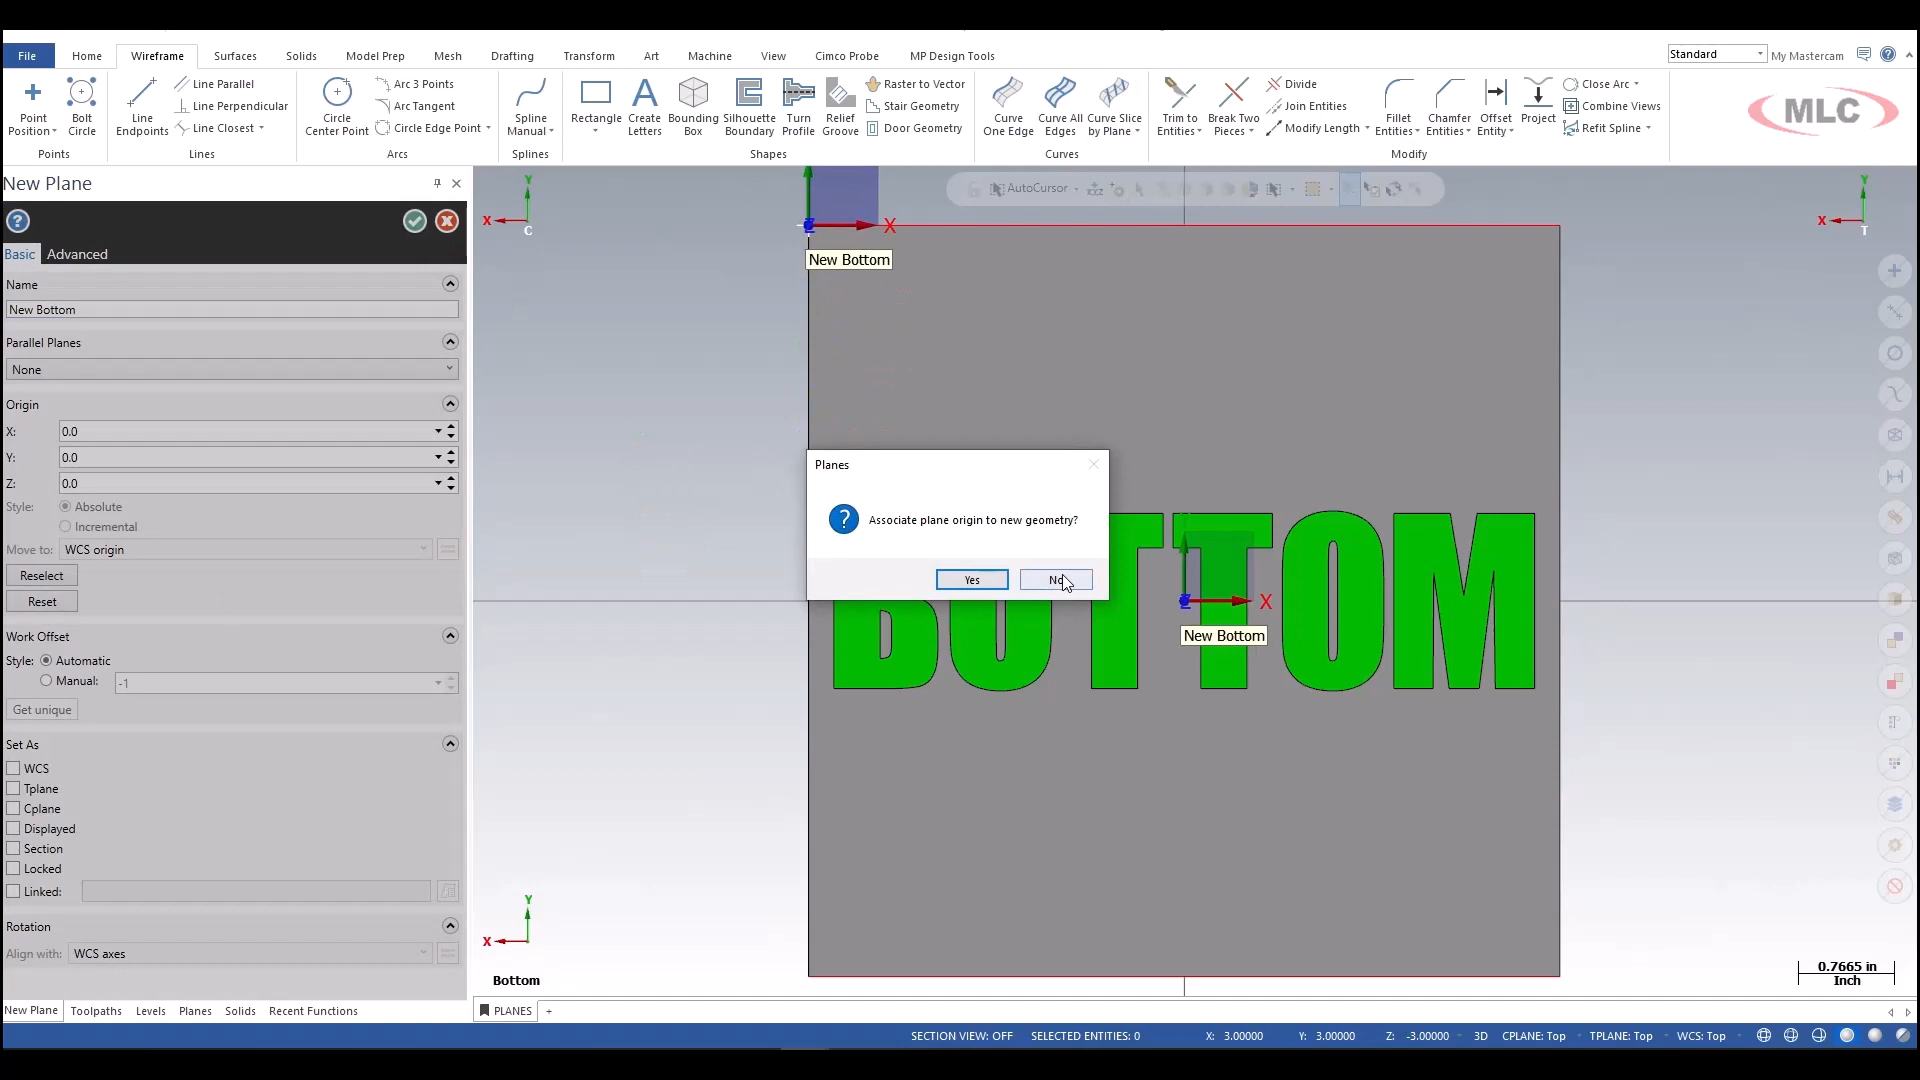 File Home Wireframe Surfaces Solids Model Prep Mesh Drafting Transform Art Machine View Cimco Probe MP Design Tools Standard My Mastercam
Point Position
Bolt Circle
Line Endpoints
Line Parallel
Line Perpendicular
Line Closest
Circle Center Point
Arc 3 Points
Arc Tangent
Circle Edge Point
Spline Manual
Rectangle
Create Letters
Bounding Box
Silhouette Boundary
Turn Profile
Relief Groove
Raster to Vector
Stair Geometry
Door Geometry
Curve One Edge
Curve All Edges
Curve Slice by Plane
Trim to Entities
Break Two Pieces
Divide
Join Entities
Modify Length
Fillet Entities
Chamfer Entities
Offset Entity
Project
Close Arc
Combine Views
Refit Spline
MLC
Points Lines Arcs Splines Shapes Curves Modify
New Plane
Basic Advanced
Name
New Bottom
Parallel Planes
None
Origin
X: 0.0
Y: 0.0
Z: 0.0
Style: Absolute
Incremental
Move to: WCS origin
Reselect
Reset
Work Offset
Style: Automatic
Manual: -1
Get unique
Set As
WCS
Tplane
Cplane
Displayed
Section
Locked
Linked:
Rotation
Align with: WCS axes
New Plane Toolpaths Levels Planes Solids Recent Functions
AutoCursor
Y
X
C
Y
X
T
Z X
New Bottom
Planes
Associate plane origin to new geometry?
Yes No
BOTTOM
Z X
New Bottom
Y
X
Bottom
0.7665 in
Inch
PLANES +
SECTION VIEW: OFF SELECTED ENTITIES: 0 X: 3.00000 Y: 3.00000 Z: -3.00000 3D CPLANE: Top TPLANE: Top WCS: Top